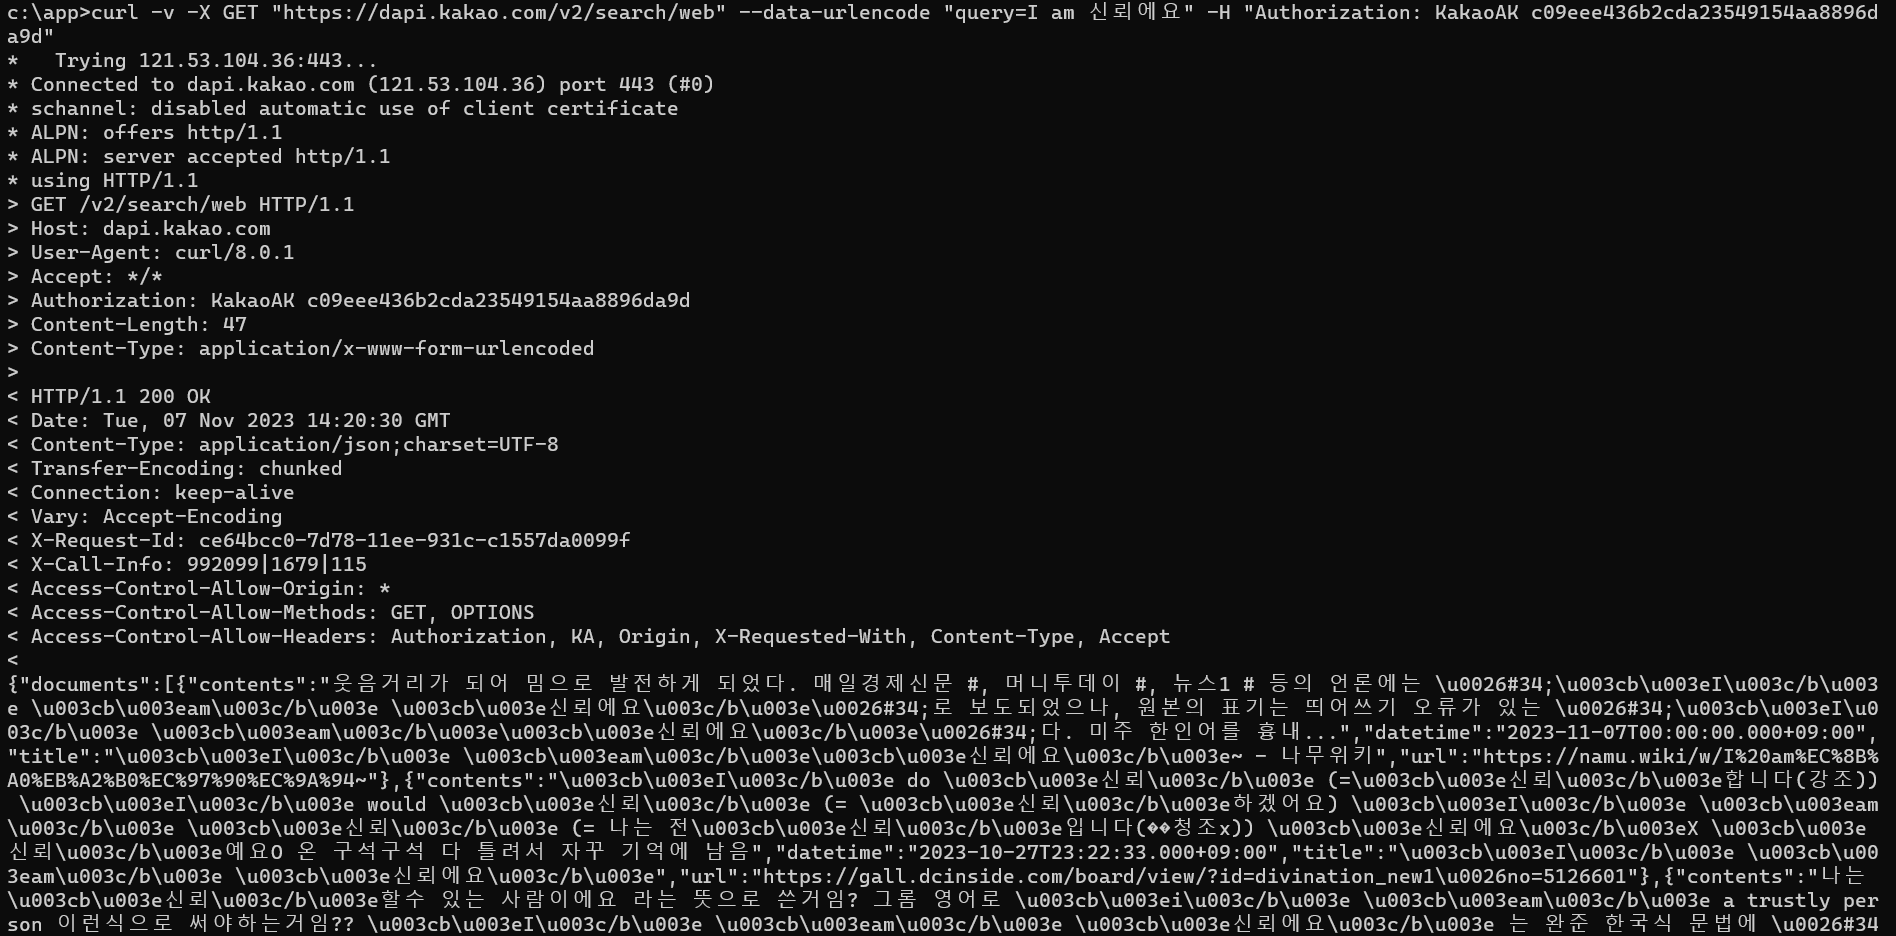 c:\app>curl -v -X GET "https://dapi.kakao.com/v2/search/web" --data-urlencode "query=I am 신뢰에요" -H "Authorization: KakaoAK c09eee436b2cda23549154aa8896d
a9d"
*   Trying 121.53.104.36:443...
* Connected to dapi.kakao.com (121.53.104.36) port 443 (#0)
* schannel: disabled automatic use of client certificate
* ALPN: offers http/1.1
* ALPN: server accepted http/1.1
* using HTTP/1.1
> GET /v2/search/web HTTP/1.1
> Host: dapi.kakao.com
> User-Agent: curl/8.0.1
> Accept: */*
> Authorization: KakaoAK c09eee436b2cda23549154aa8896da9d
> Content-Length: 47
> Content-Type: application/x-www-form-urlencoded
>
< HTTP/1.1 200 OK
< Date: Tue, 07 Nov 2023 14:20:30 GMT
< Content-Type: application/json;charset=UTF-8
< Transfer-Encoding: chunked
< Connection: keep-alive
< Vary: Accept-Encoding
< X-Request-Id: ce64bcc0-7d78-11ee-931c-c1557da0099f
< X-Call-Info: 992099|1679|115
< Access-Control-Allow-Origin: *
< Access-Control-Allow-Methods: GET, OPTIONS
< Access-Control-Allow-Headers: Authorization, KA, Origin, X-Requested-With, Content-Type, Accept
<
{"documents":[{"contents":"웃음거리가 되어 밈으로 발전하게 되었다. 매일경제신문 #, 머니투데이 #, 뉴스1 # 등의 언론에는 \u0026#34;\u003cb\u003eI\u003c/b\u003
e \u003cb\u003eam\u003c/b\u003e \u003cb\u003e신뢰에요\u003c/b\u003e\u0026#34;로 보도되었으나, 원본의 표기는 띄어쓰기 오류가 있는 \u0026#34;\u003cb\u003eI\u0
03c/b\u003e \u003cb\u003eam\u003c/b\u003e\u003cb\u003e신뢰에요\u003c/b\u003e\u0026#34;다. 미주 한인어를 흉내...","datetime":"2023-11-07T00:00:00.000+09:00",
"title":"\u003cb\u003eI\u003c/b\u003e \u003cb\u003eam\u003c/b\u003e \u003cb\u003e신뢰에요\u003c/b\u003e~ - 나무위키","url":"https://namu.wiki/w/I%20am%EC%8B%
A0%EB%A2%B0%EC%97%90%EC%9A%94~"},{"contents":"\u003cb\u003eI\u003c/b\u003e do \u003cb\u003e신뢰\u003c/b\u003e (=\u003cb\u003e신뢰\u003c/b\u003e합니다(강조))
 \u003cb\u003eI\u003c/b\u003e would \u003cb\u003e신뢰\u003c/b\u003e (= \u003cb\u003e신뢰\u003c/b\u003e하겠어요) \u003cb\u003eI\u003c/b\u003e \u003cb\u003eam
\u003c/b\u003e \u003cb\u003e신뢰\u003c/b\u003e (= 나는 전\u003cb\u003e신뢰\u003c/b\u003e입니다(��청조x)) \u003cb\u003e신뢰에요\u003c/b\u003eX \u003cb\u003e
신뢰\u003c/b\u003e예요O 온 구석구석 다 틀려서 자꾸 기억에 남음","datetime":"2023-10-27T23:22:33.000+09:00","title":"\u003cb\u003eI\u003c/b\u003e \u003cb\u00
3eam\u003c/b\u003e \u003cb\u003e신뢰에요\u003c/b\u003e","url":"https://gall.dcinside.com/board/view/?id=divination_new1\u0026no=5126601"},{"contents":"나는
\u003cb\u003e신뢰\u003c/b\u003e할수 있는 사람이에요 라는 뜻으로 쓴거임? 그롬 영어로 \u003cb\u003ei\u003c/b\u003e \u003cb\u003eam\u003c/b\u003e a trustly per
son 이런식으로 써야하는거임?? \u003cb\u003eI\u003c/b\u003e \u003cb\u003eam\u003c/b\u003e \u003cb\u003e신뢰에요\u003c/b\u003e 는 완준 한국식 문법에 \u0026#34